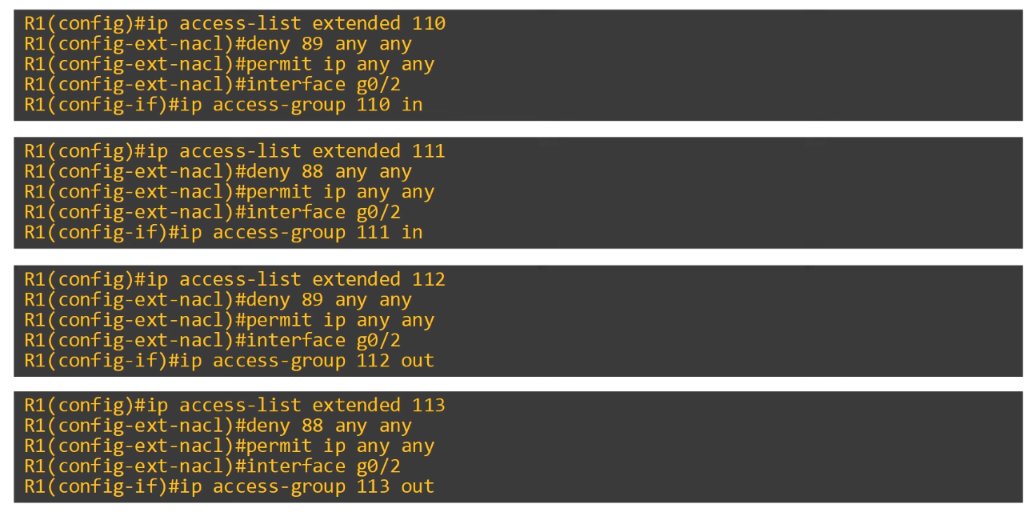 R1(config)#ip access-list extended 110
R1(config-ext-nacl)#deny 89 any any
R1(config-ext-nacl)#permit ip any any
R1(config-ext-nacl)#interface g0/2
R1(config-if)#ip access-group 110 in
R1(config)#ip access-list extended 111
R1(config-ext-nacl)#deny 88 any any
R1(config-ext-nacl)#permit ip any any
R1(config-ext-nacl)#interface g0/2
R1(config-if)#ip access-group 111 in
R1(config)#ip access-list extended 112
R1(config-ext-nacl)#deny 89 any any
R1(config-ext-nacl)#permit ip any any
R1(config-ext-nacl)#interface g0/2
R1(config-if)#ip access-group 112 out
R1(config)#ip access-list extended 113
R1(config-ext-nacl)#deny 88 any any
R1(config-ext-nacl)#permit ip any any
R1(config-ext-nacl)#interface g0/2
R1(config-if)#ip access-group 113 out